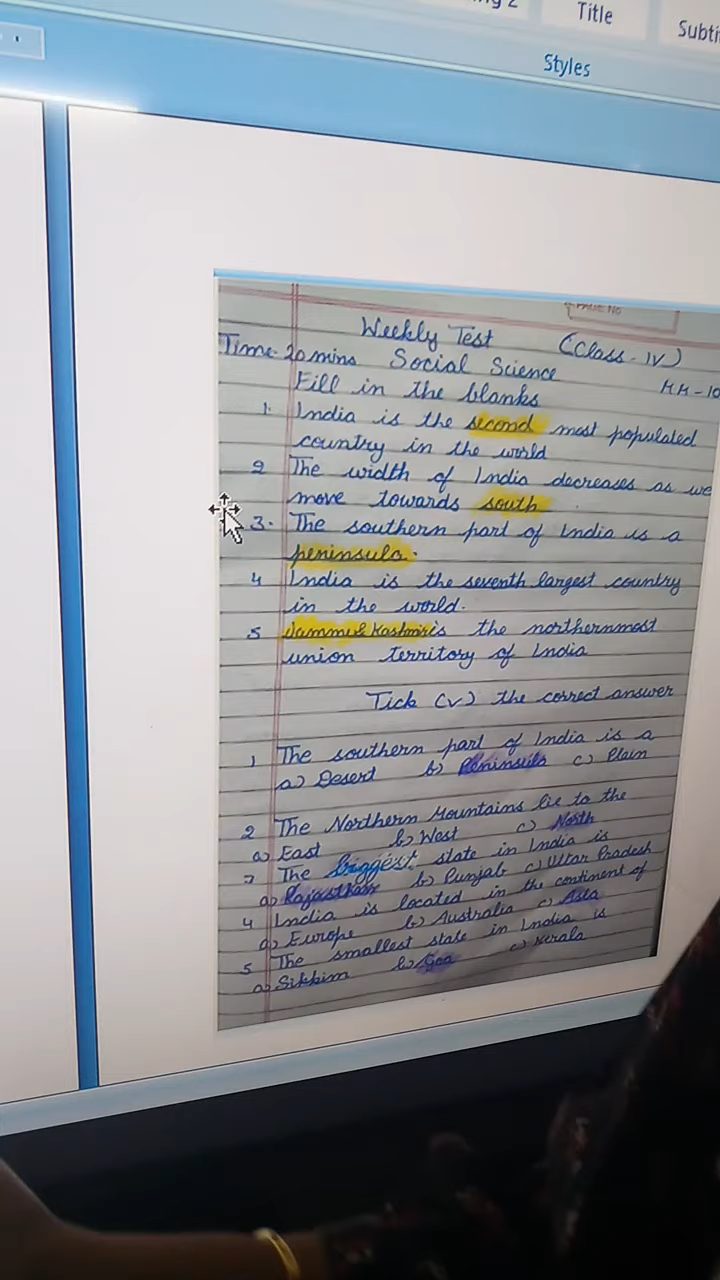 Title
Subti
Styles
PAGE NO
Weekly Test (Class - IV)
Time- 20 mins Social Science
MM-10
Fill in the blanks
1. India is the second most populated
country in the world
2 The width of India decreases as we
move towards south
3. The southern part of India is a
peninsula.
4 India is the seventh largest country
in the world.
5 Jammu & Kashmir is the northernmost
union territory of India
Tick (✓) the correct answer
1 The southern part of India is a
a) Desert b) Peninsula c) Plain
2 The Northern Mountains lie to the
a) East b) West c) North
3 The biggest state in India is
a) Rajasthan b) Punjab c) Uttar Pradesh
4 India is located in the continent of
a) Europe b) Australia c) Asia
5 The smallest state in India is
a) Sikkim b) Goa c) Kerala